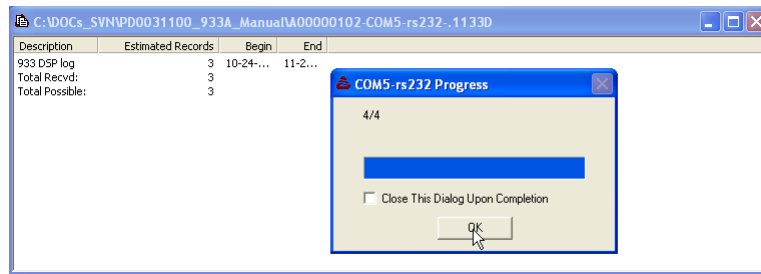 C:\DOCs_SVN\PD0031100_933A_Manual\A00000102-COM5-rs232-.1133D
Description Estimated Records Begin End
933 DSP log 3 10-24-... 11-2...
Total Recvd: 3
Total Possible: 3
COM5-rs232 Progress
4/4
Close This Dialog Upon Completion
OK